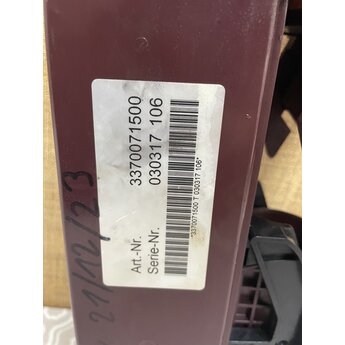 Art.-Nr. 3370071500
Serie-Nr. 030317 106
*3370071500 T 030317 106*
21/12/23